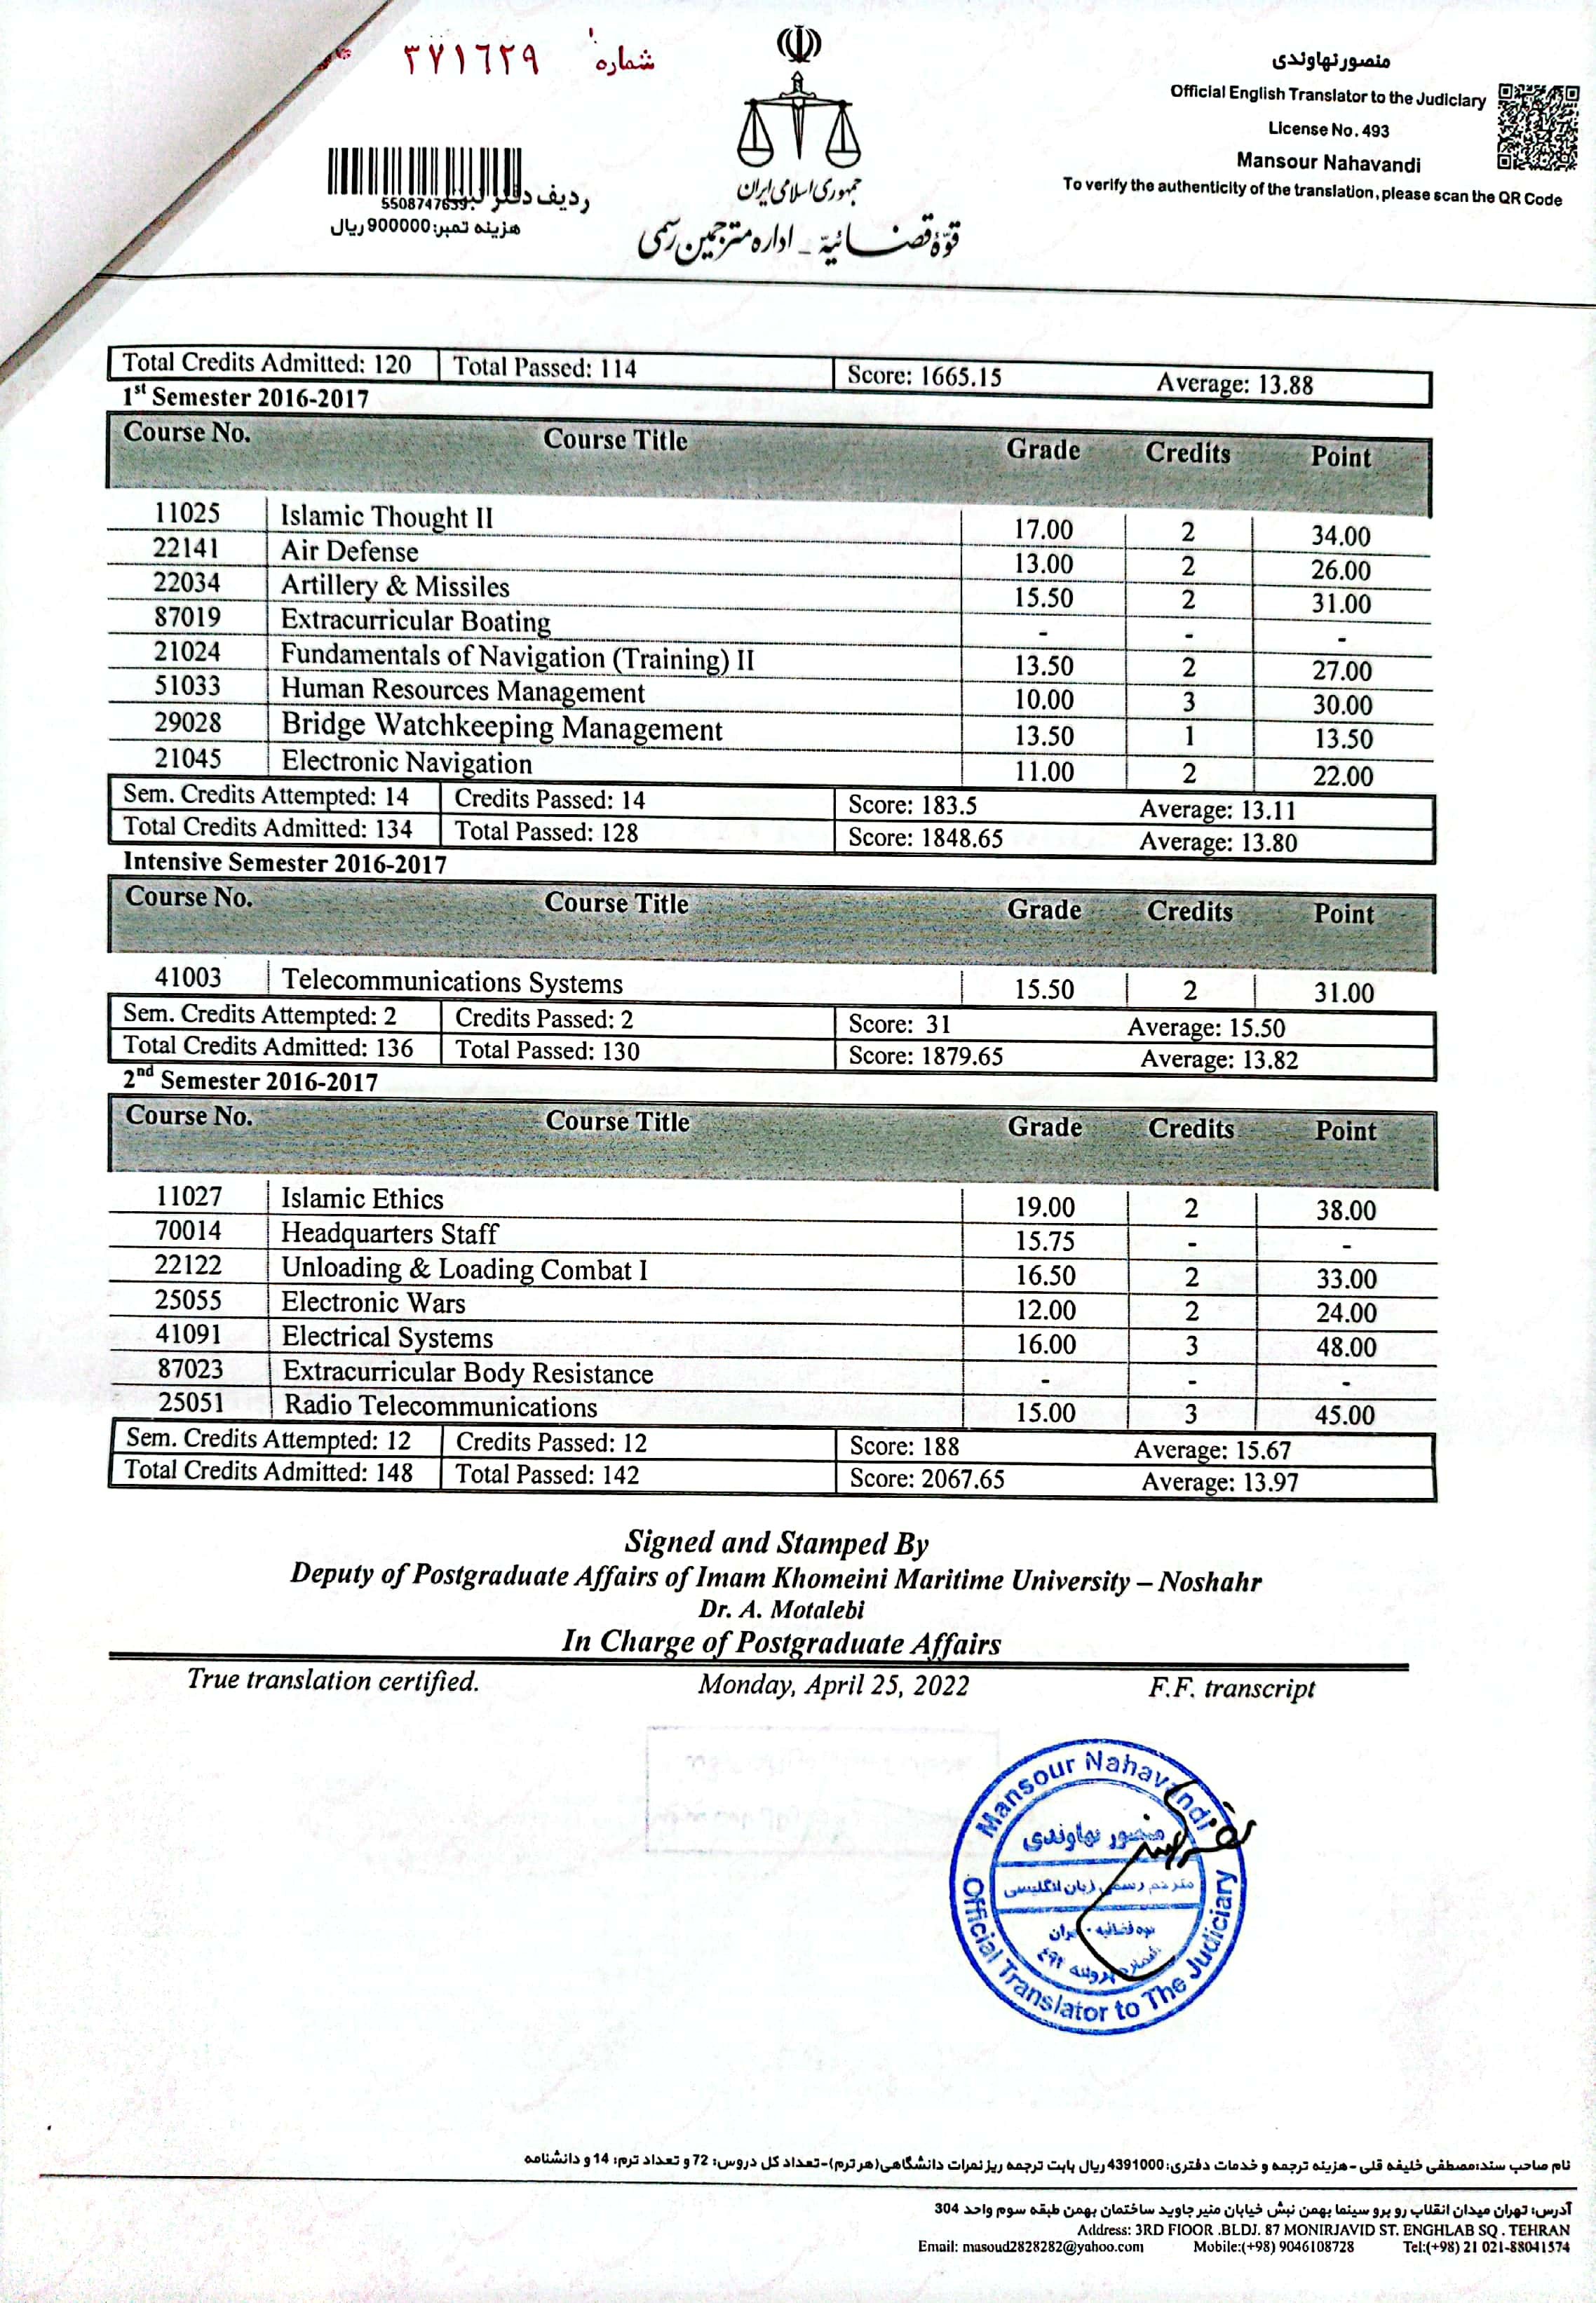 شماره ۳۷۱٦۲۹
منصور نهاوندی
Official English Translator to the Judiciary
License No. 493
Mansour Nahavandi
To verify the authenticity of the translation, please scan the QR Code
ردیف دفتر
هزینه تمبر: 900000 ریال
جمهوری اسلامی ایران
قوّۀ قضائیّه - اداره مترجمین رسمی
Total Credits Admitted: 120 Total Passed: 114 Score: 1665.15 Average: 13.88
1st Semester 2016-2017
Course No. Course Title Grade Credits Point
11025 Islamic Thought II 17.00 2 34.00
22141 Air Defense 13.00 2 26.00
22034 Artillery & Missiles 15.50 2 31.00
87019 Extracurricular Boating - - -
21024 Fundamentals of Navigation (Training) II 13.50 2 27.00
51033 Human Resources Management 10.00 3 30.00
29028 Bridge Watchkeeping Management 13.50 1 13.50
21045 Electronic Navigation 11.00 2 22.00
Sem. Credits Attempted: 14 Credits Passed: 14 Score: 183.5 Average: 13.11
Total Credits Admitted: 134 Total Passed: 128 Score: 1848.65 Average: 13.80
Intensive Semester 2016-2017
Course No. Course Title Grade Credits Point
41003 Telecommunications Systems 15.50 2 31.00
Sem. Credits Attempted: 2 Credits Passed: 2 Score: 31 Average: 15.50
Total Credits Admitted: 136 Total Passed: 130 Score: 1879.65 Average: 13.82
2nd Semester 2016-2017
Course No. Course Title Grade Credits Point
11027 Islamic Ethics 19.00 2 38.00
70014 Headquarters Staff 15.75 - -
22122 Unloading & Loading Combat I 16.50 2 33.00
25055 Electronic Wars 12.00 2 24.00
41091 Electrical Systems 16.00 3 48.00
87023 Extracurricular Body Resistance - - -
25051 Radio Telecommunications 15.00 3 45.00
Sem. Credits Attempted: 12 Credits Passed: 12 Score: 188 Average: 15.67
Total Credits Admitted: 148 Total Passed: 142 Score: 2067.65 Average: 13.97
Signed and Stamped By
Deputy of Postgraduate Affairs of Imam Khomeini Maritime University – Noshahr
Dr. A. Motalebi
In Charge of Postgraduate Affairs
True translation certified. Monday, April 25, 2022 F.F. transcript
Mansour Nahavandi
منصور نهاوندی
مترجم رسمی زبان انگلیسی
Official Translator to The Judiciary
نام صاحب سند: مصطفی خلیفه قلی - هزینه ترجمه و خدمات دفتری: 4391000 ریال بابت ترجمه ریز نمرات دانشگاهی (هر ترم) - تعداد کل دروس: 72 و تعداد ترم: 14 و دانشنامه
آدرس: تهران میدان انقلاب رو برو سینما بهمن نبش خیابان منیر جاوید ساختمان بهمن طبقه سوم واحد 304
Address: 3RD FIOOR .BLDJ. 87 MONIRJAVID ST. ENGHLAB SQ . TEHRAN
Email: masoud2828282@yahoo.com Mobile:(+98) 9046108728 Tel:(+98) 21 021-88041574